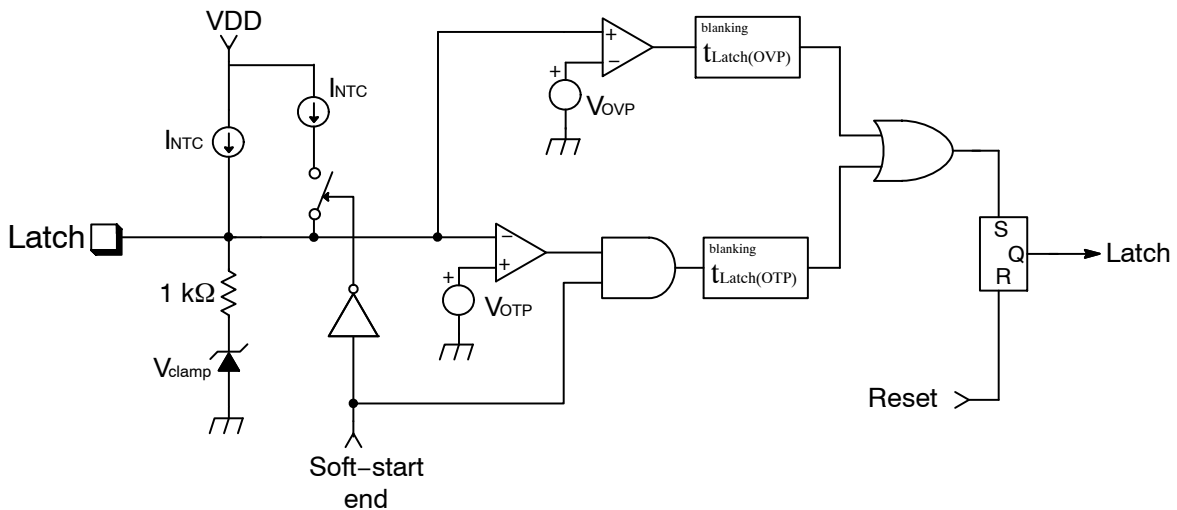 VDD
blanking
tLatch(OVP)
INTC
INTC
+
−
+
VOVP
Latch
−
+
+
VOTP
blanking
tLatch(OTP)
S
Q
R
Latch
1 kΩ
Vclamp
Reset
Soft−start
end